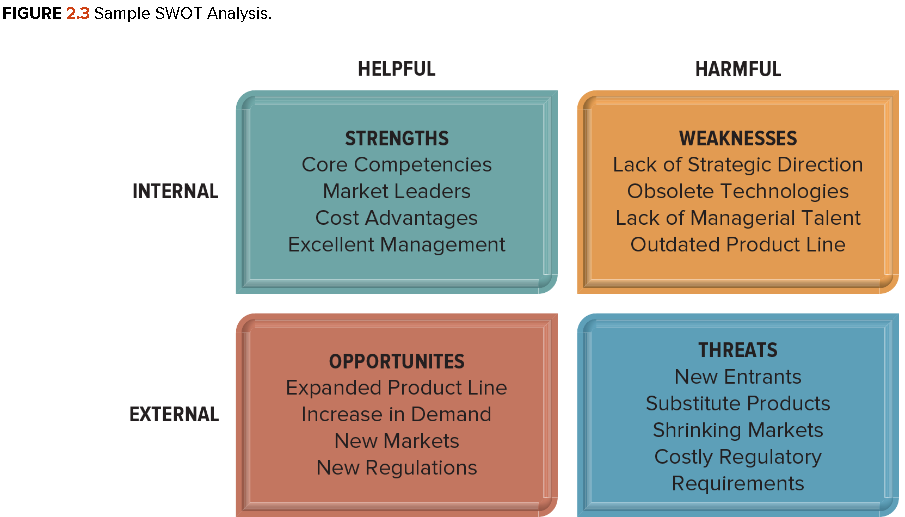 FIGURE 2.3 Sample SWOT Analysis.
HELPFUL
HARMFUL
INTERNAL
STRENGTHS
Core Competencies
Market Leaders
Cost Advantages
Excellent Management
WEAKNESSES
Lack of Strategic Direction
Obsolete Technologies
Lack of Managerial Talent
Outdated Product Line
EXTERNAL
OPPORTUNITES
Expanded Product Line
Increase in Demand
New Markets
New Regulations
THREATS
New Entrants
Substitute Products
Shrinking Markets
Costly Regulatory
Requirements